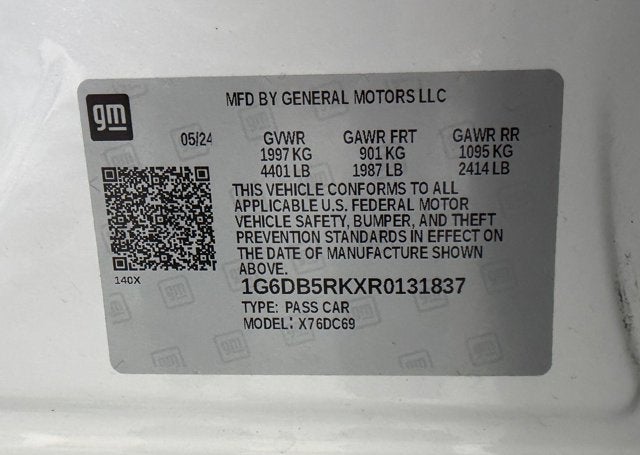 gm
MFD BY GENERAL MOTORS LLC
05/24 GVWR GAWR FRT GAWR RR
1997 KG 901 KG 1095 KG
4401 LB 1987 LB 2414 LB
THIS VEHICLE CONFORMS TO ALL
APPLICABLE U.S. FEDERAL MOTOR
VEHICLE SAFETY, BUMPER, AND THEFT
PREVENTION STANDARDS IN EFFECT ON
THE DATE OF MANUFACTURE SHOWN
ABOVE.
140X
1G6DB5RKXR0131837
TYPE: PASS CAR
MODEL: X76DC69